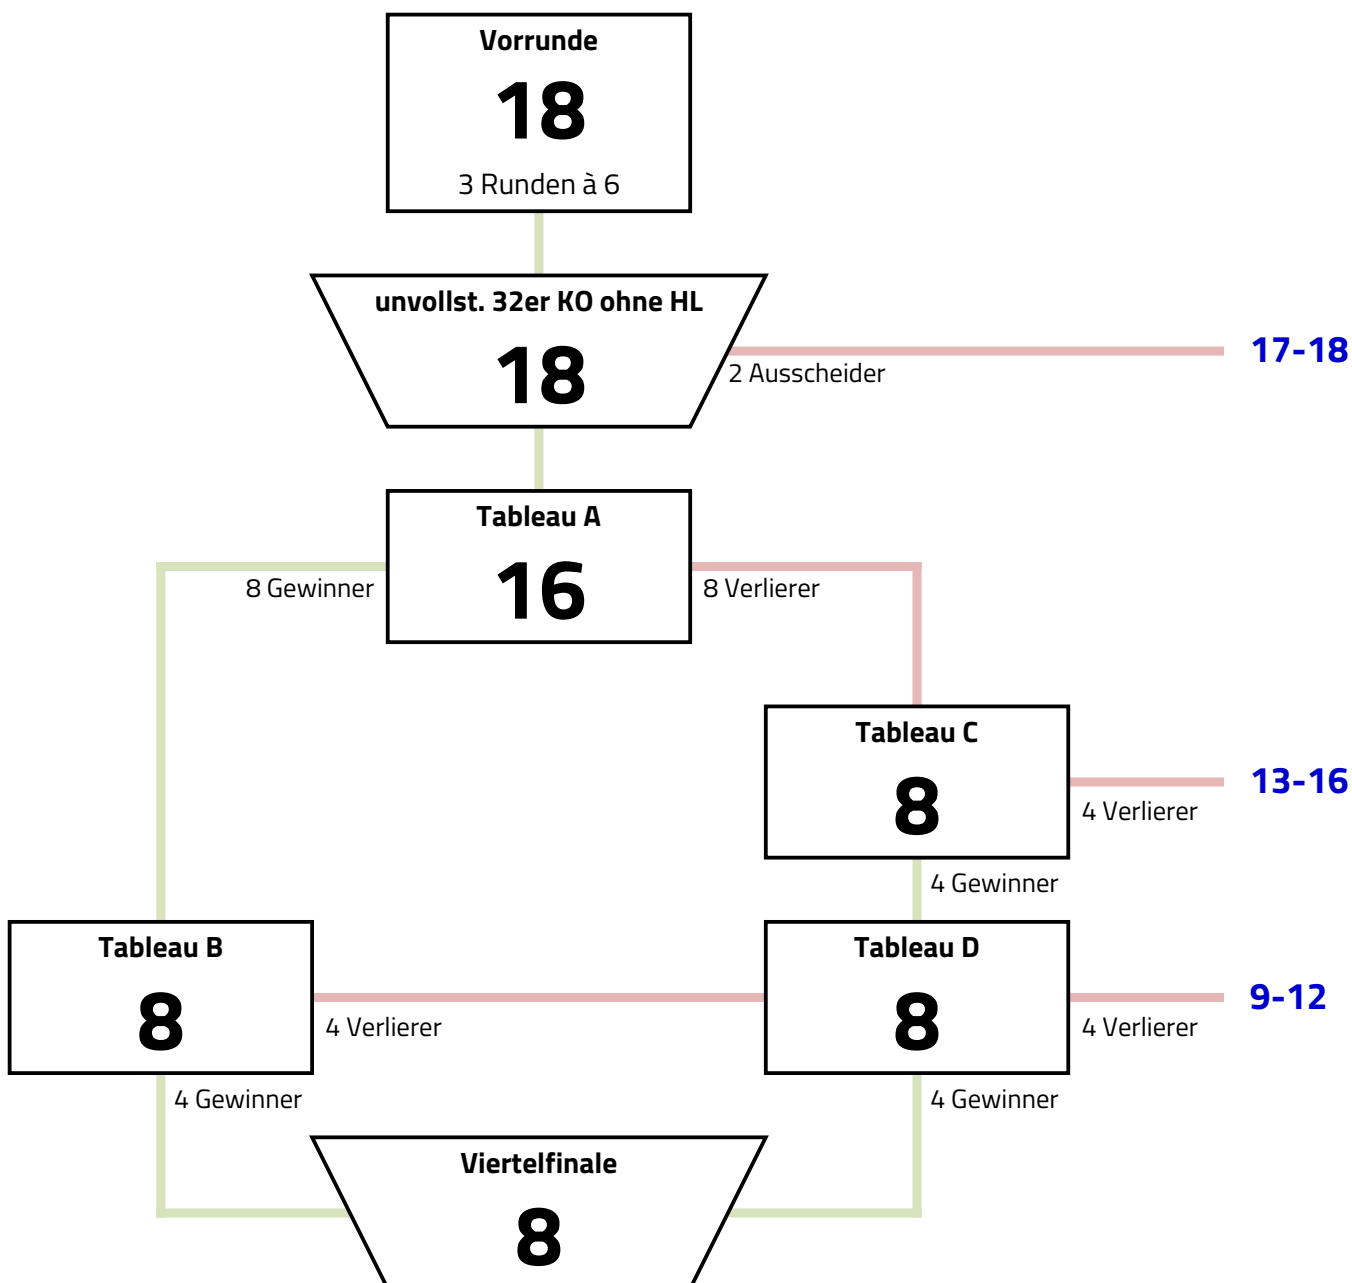 Vorrunde
18
3 Runden à 6
unvollst. 32er KO ohne HL
18
2 Ausscheider
17-18
Tableau A
16
8 Gewinner
8 Verlierer
Tableau C
8
4 Verlierer
13-16
4 Gewinner
Tableau B
8
4 Verlierer
4 Gewinner
Tableau D
8
4 Verlierer
9-12
4 Gewinner
Viertelfinale
8